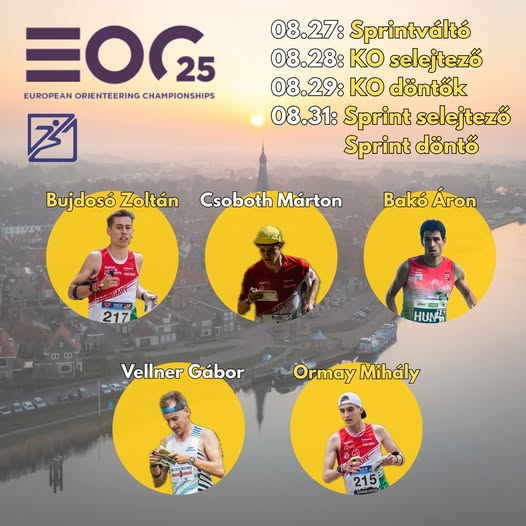 EOC25
EUROPEAN ORIENTEERING CHAMPIONSHIPS
08.27: Sprintváltó
08.28: KO selejtező
08.29: KO döntők
08.31: Sprint selejtező
Sprint döntő
Bujdosó Zoltán
Csoboth Márton
Bakó Áron
217
HUN
Vellner Gábor
Ormay Mihály
215